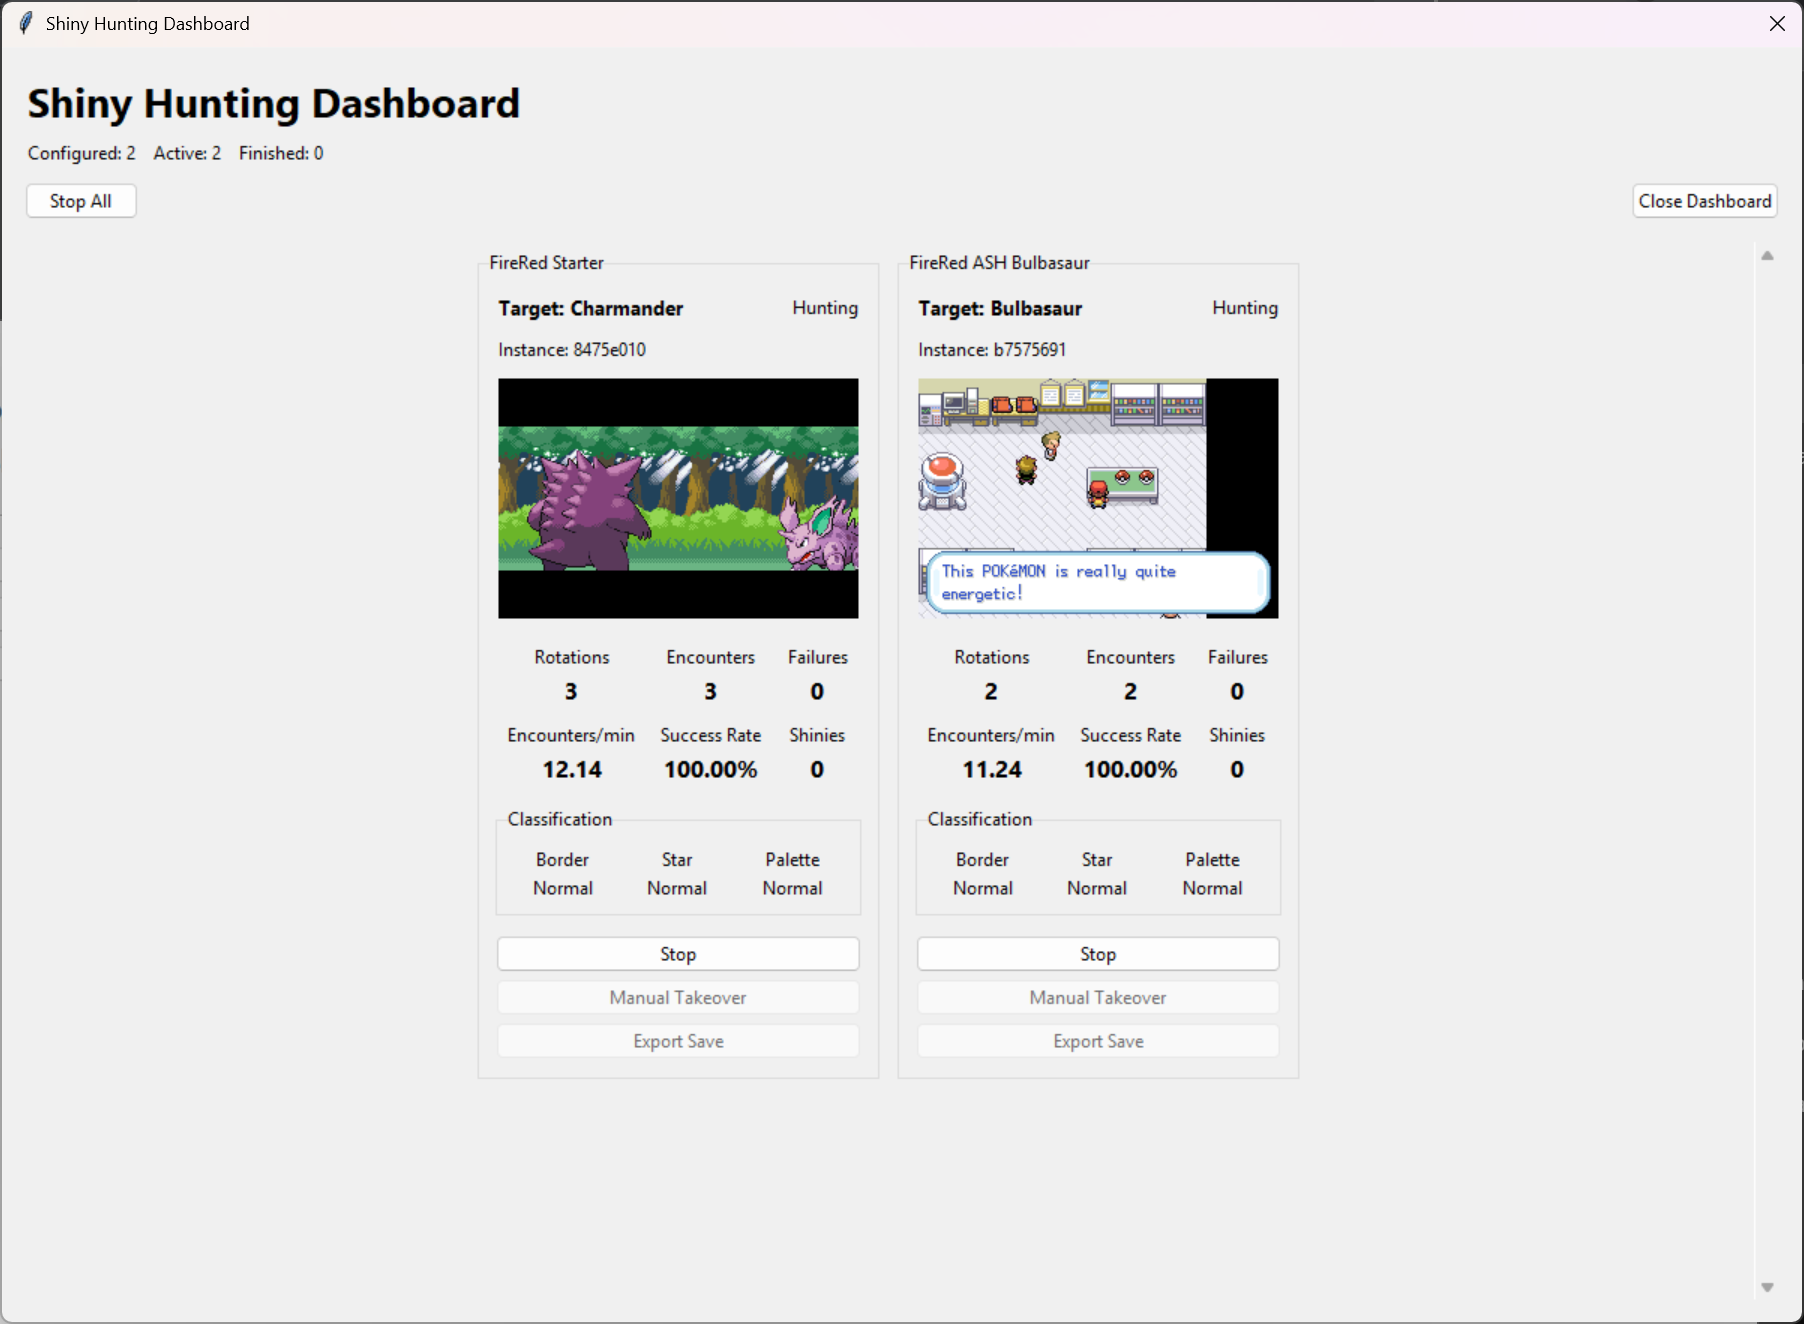 Shiny Hunting Dashboard
Shiny Hunting Dashboard
Configured: 2 Active: 2 Finished: 0
Stop All
Close Dashboard
FireRed Starter
Target: Charmander
Hunting
Instance: 8475e010
Rotations
Encounters
Failures
3
3
0
Encounters/min
Success Rate
Shinies
12.14
100.00%
0
Classification
Border
Star
Palette
Normal
Normal
Normal
Stop
Manual Takeover
Export Save
FireRed ASH Bulbasaur
Target: Bulbasaur
Hunting
Instance: b7575691
This POKéMON is really quite
energetic!
Rotations
Encounters
Failures
2
2
0
Encounters/min
Success Rate
Shinies
11.24
100.00%
0
Classification
Border
Star
Palette
Normal
Normal
Normal
Stop
Manual Takeover
Export Save